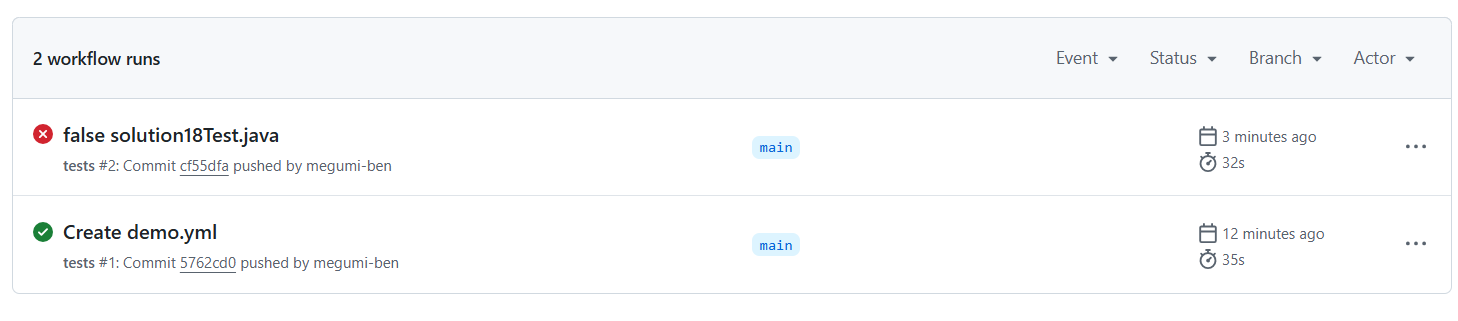 2 workflow runs
Event
Status
Branch
Actor
false solution18Test.java
tests #2: Commit cf55dfa pushed by megumi-ben
main
3 minutes ago
32s
Create demo.yml
tests #1: Commit 5762cd0 pushed by megumi-ben
main
12 minutes ago
35s